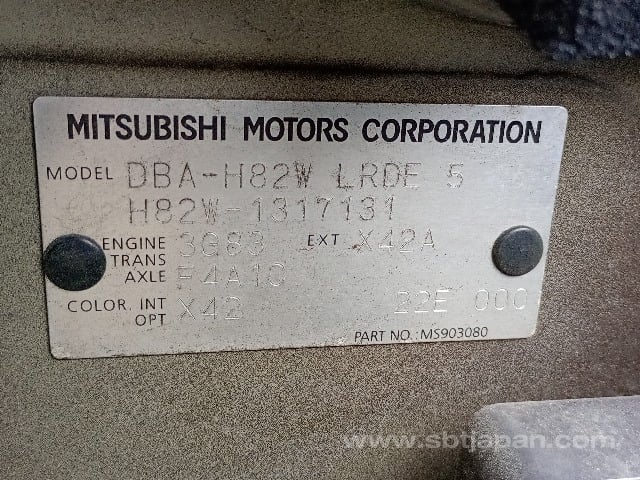 MITSUBISHI MOTORS CORPORATION
MODEL DBA-H82W LRDE 5
H82W-1317131
ENGINE 3G83 EXT X42A
TRANS
AXLE F4A1C
COLOR. INT X42 22E 000
OPT
PART NO.: MS903080
www.sbtjapan.com